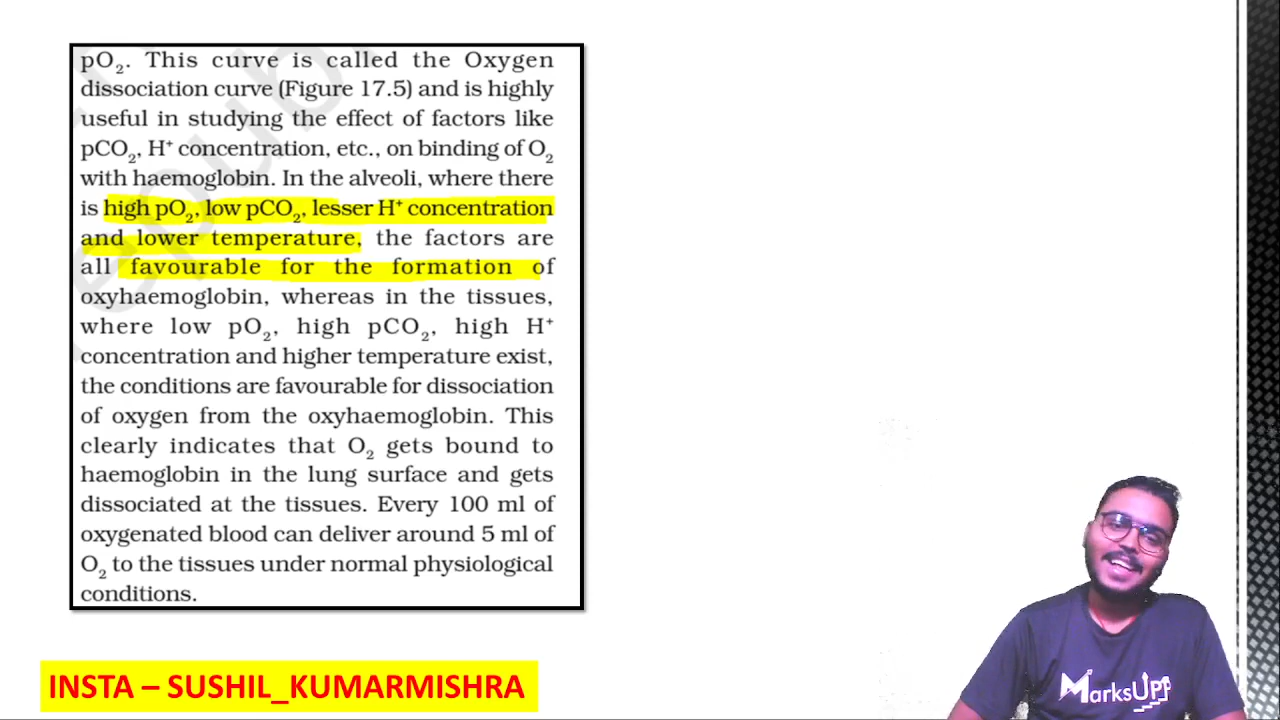 pO₂. This curve is called the Oxygen
dissociation curve (Figure 17.5) and is highly
useful in studying the effect of factors like
pCO₂, H⁺ concentration, etc., on binding of O₂
with haemoglobin. In the alveoli, where there
is high pO₂, low pCO₂, lesser H⁺ concentration
and lower temperature, the factors are
all favourable for the formation of
oxyhaemoglobin, whereas in the tissues,
where low pO₂, high pCO₂, high H⁺
concentration and higher temperature exist,
the conditions are favourable for dissociation
of oxygen from the oxyhaemoglobin. This
clearly indicates that O₂ gets bound to
haemoglobin in the lung surface and gets
dissociated at the tissues. Every 100 ml of
oxygenated blood can deliver around 5 ml of
O₂ to the tissues under normal physiological
conditions.
INSTA – SUSHIL_KUMARMISHRA
MarksUPP